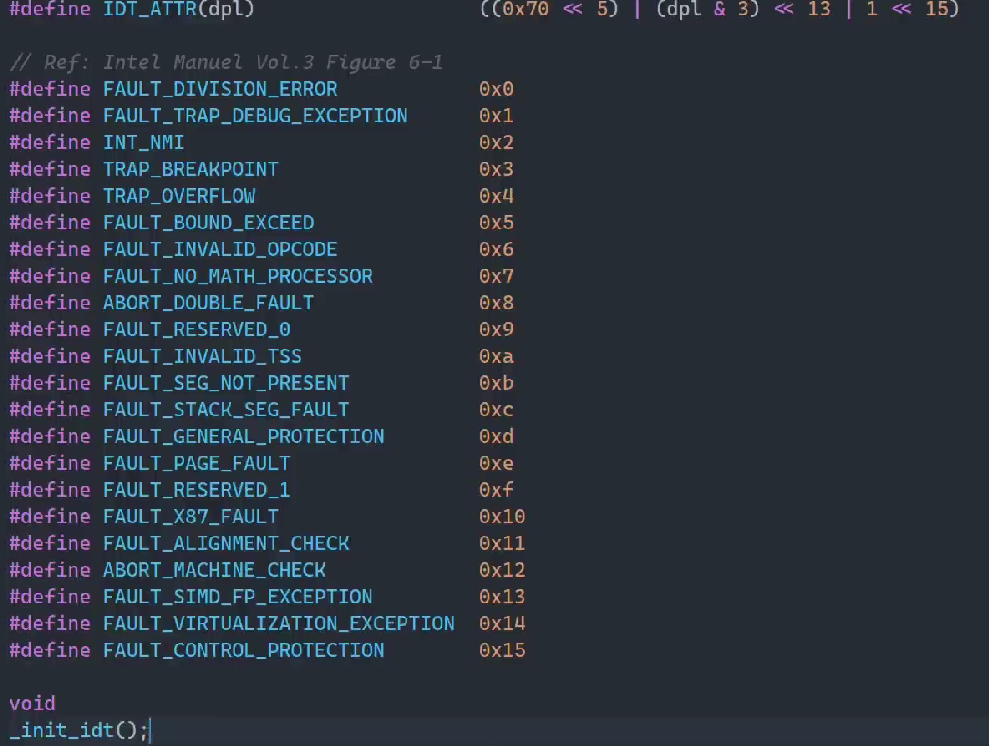 #define IDT_ATTR(dpl) ((0x70 << 5) | (dpl & 3) << 13 | 1 << 15)
// Ref: Intel Manuel Vol.3 Figure 6-1
#define FAULT_DIVISION_ERROR 0x0
#define FAULT_TRAP_DEBUG_EXCEPTION 0x1
#define INT_NMI 0x2
#define TRAP_BREAKPOINT 0x3
#define TRAP_OVERFLOW 0x4
#define FAULT_BOUND_EXCEED 0x5
#define FAULT_INVALID_OPCODE 0x6
#define FAULT_NO_MATH_PROCESSOR 0x7
#define ABORT_DOUBLE_FAULT 0x8
#define FAULT_RESERVED_0 0x9
#define FAULT_INVALID_TSS 0xa
#define FAULT_SEG_NOT_PRESENT 0xb
#define FAULT_STACK_SEG_FAULT 0xc
#define FAULT_GENERAL_PROTECTION 0xd
#define FAULT_PAGE_FAULT 0xe
#define FAULT_RESERVED_1 0xf
#define FAULT_X87_FAULT 0x10
#define FAULT_ALIGNMENT_CHECK 0x11
#define ABORT_MACHINE_CHECK 0x12
#define FAULT_SIMD_FP_EXCEPTION 0x13
#define FAULT_VIRTUALIZATION_EXCEPTION 0x14
#define FAULT_CONTROL_PROTECTION 0x15
void
_init_idt();